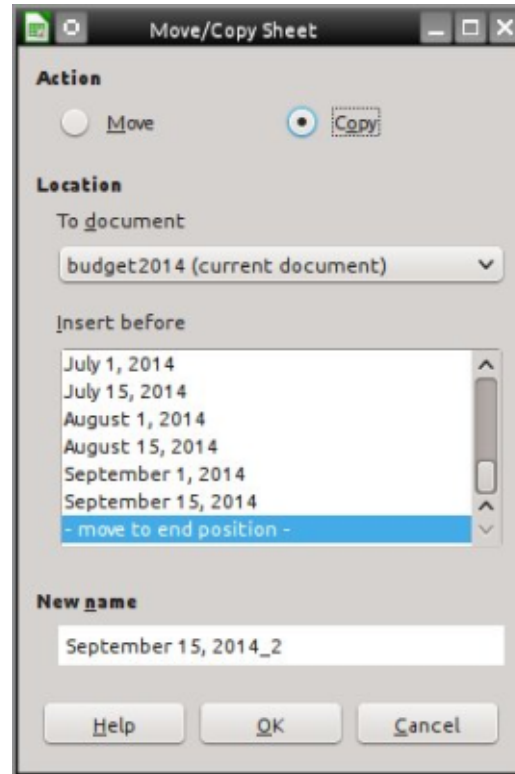 Move/Copy Sheet
Action
Move
Copy
Location
To document
budget2014 (current document)
Insert before
July 1, 2014
July 15, 2014
August 1, 2014
August 15, 2014
September 1, 2014
September 15, 2014
- move to end position -
New name
September 15, 2014_2
Help
OK
Cancel